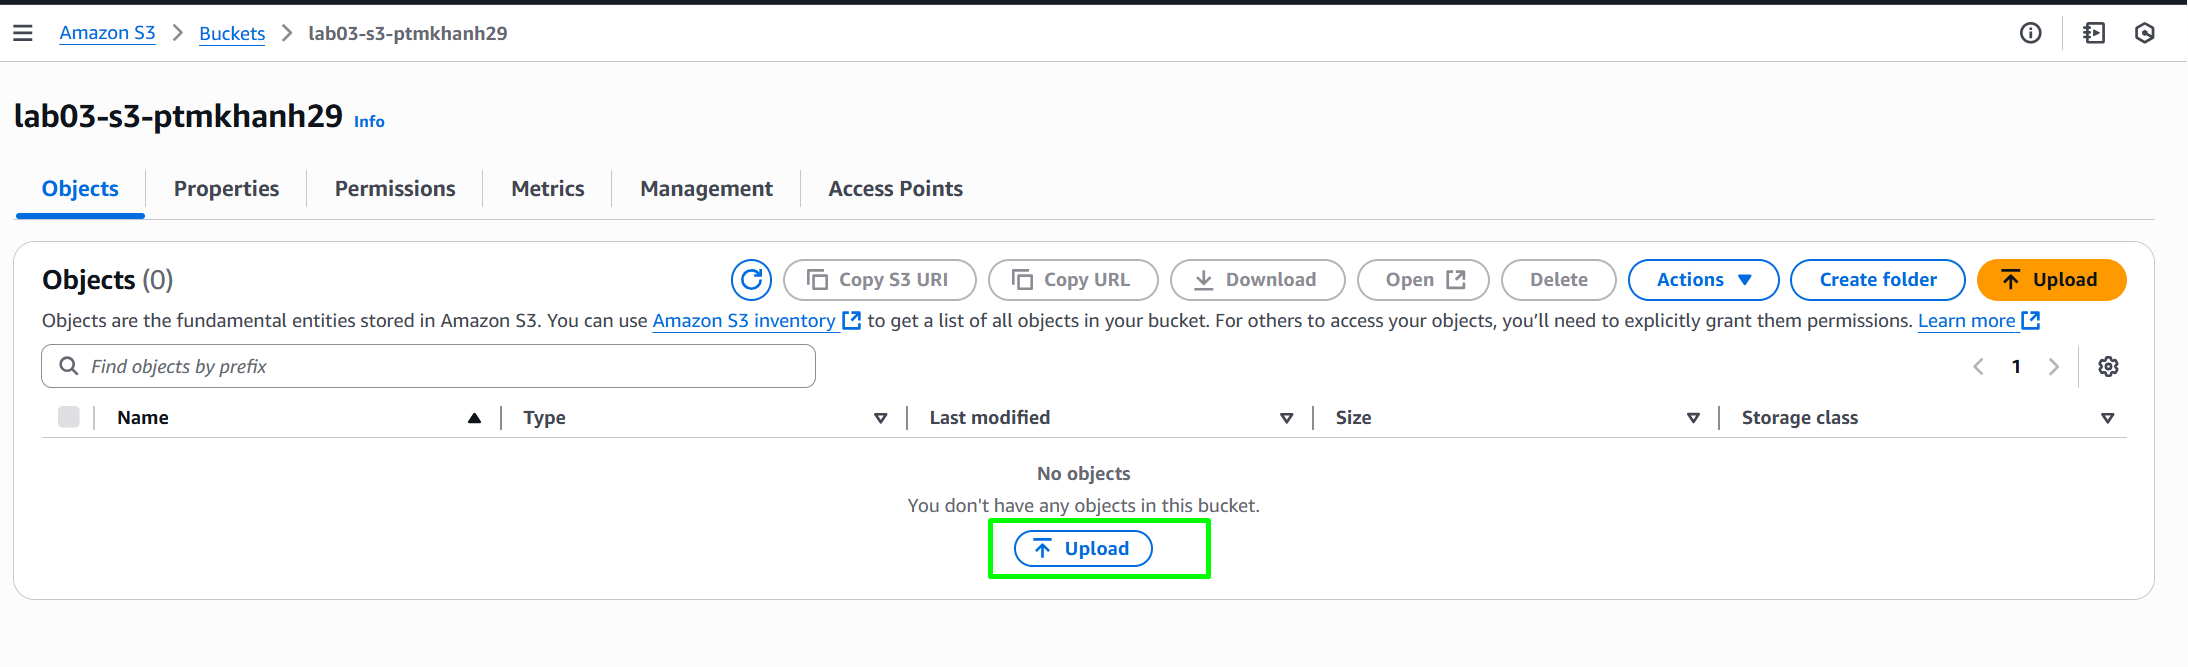 Amazon S3 > Buckets > lab03-s3-ptmkhanh29
lab03-s3-ptmkhanh29 Info
Objects Properties Permissions Metrics Management Access Points
Objects (0) Copy S3 URI Copy URL Download Open Delete Actions Create folder Upload
Objects are the fundamental entities stored in Amazon S3. You can use Amazon S3 inventory to get a list of all objects in your bucket. For others to access your objects, you’ll need to explicitly grant them permissions. Learn more
Find objects by prefix 1
Name Type Last modified Size Storage class
No objects
You don't have any objects in this bucket.
Upload